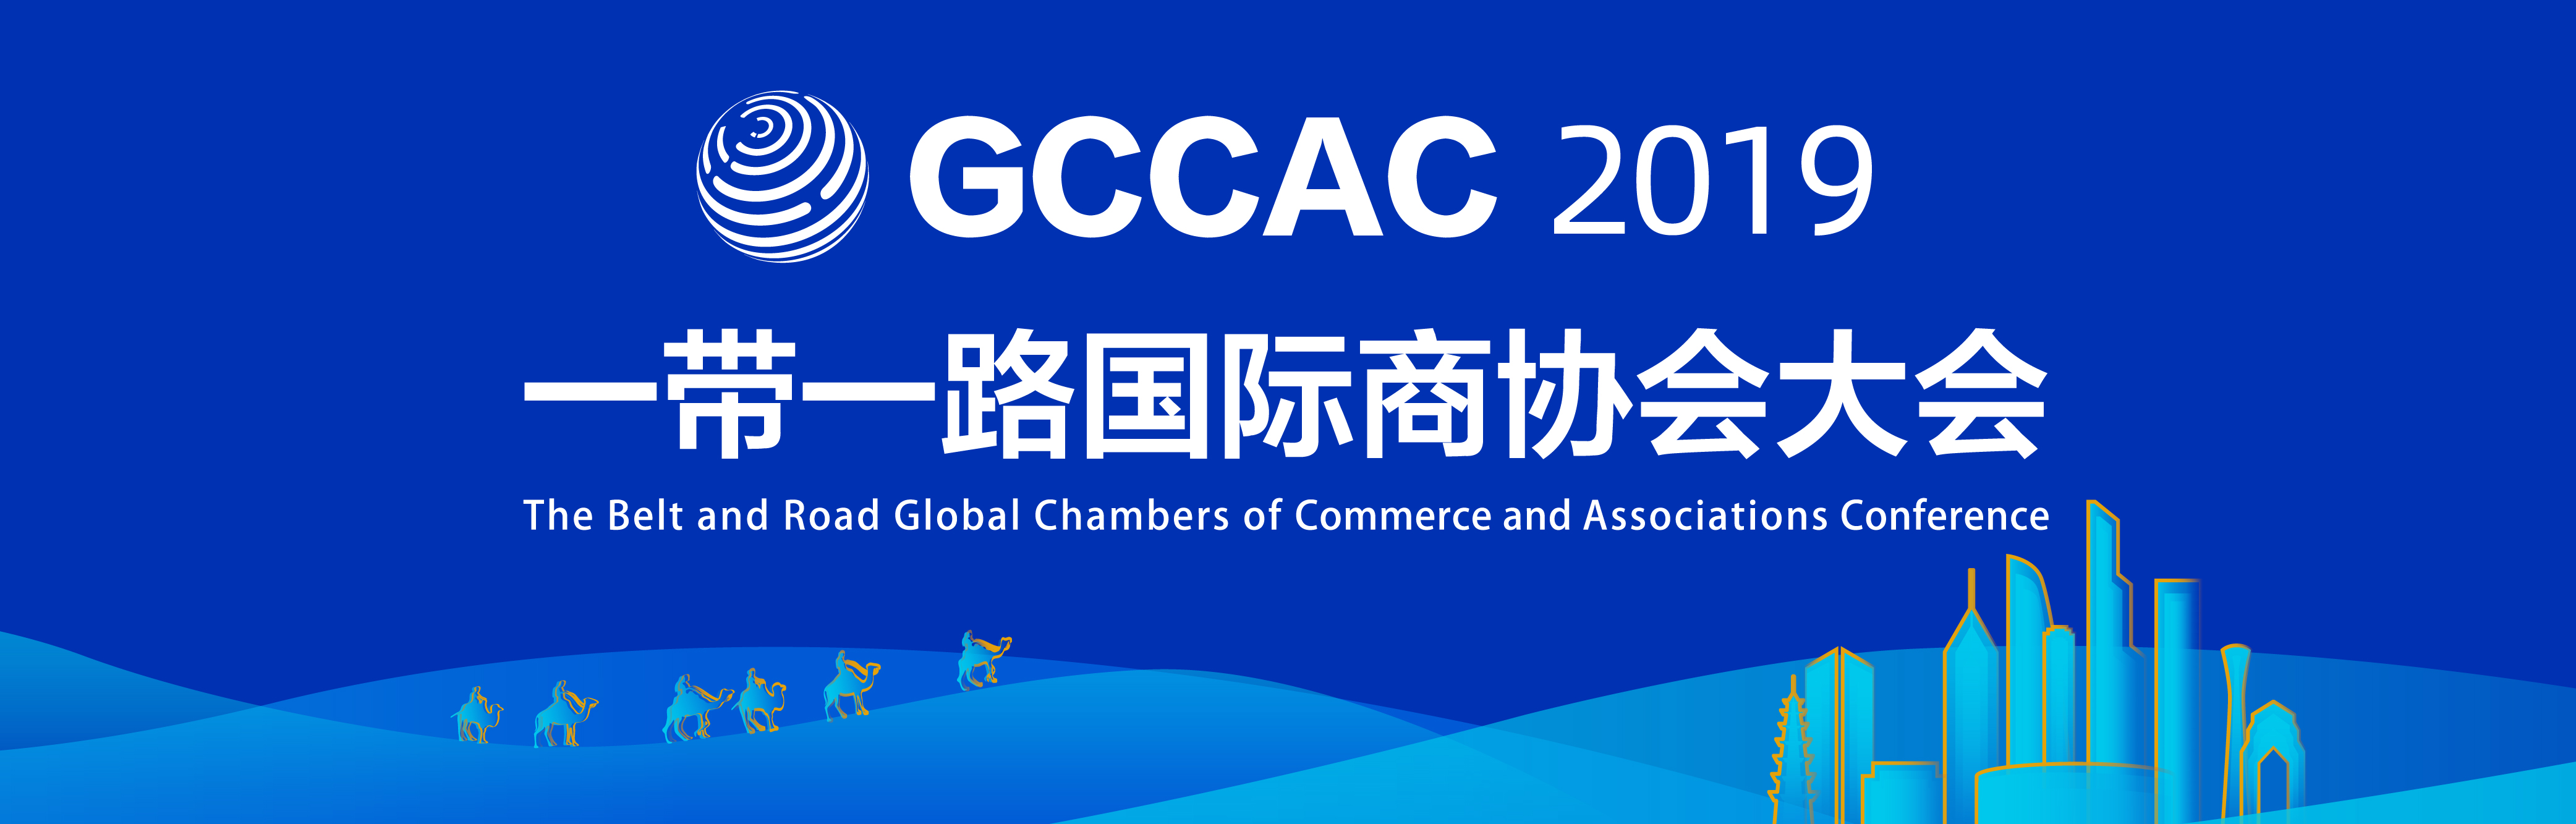 GCCAC 2019
一带一路国际商协会大会
The Belt and Road Global Chambers of Commerce and Associations Conference